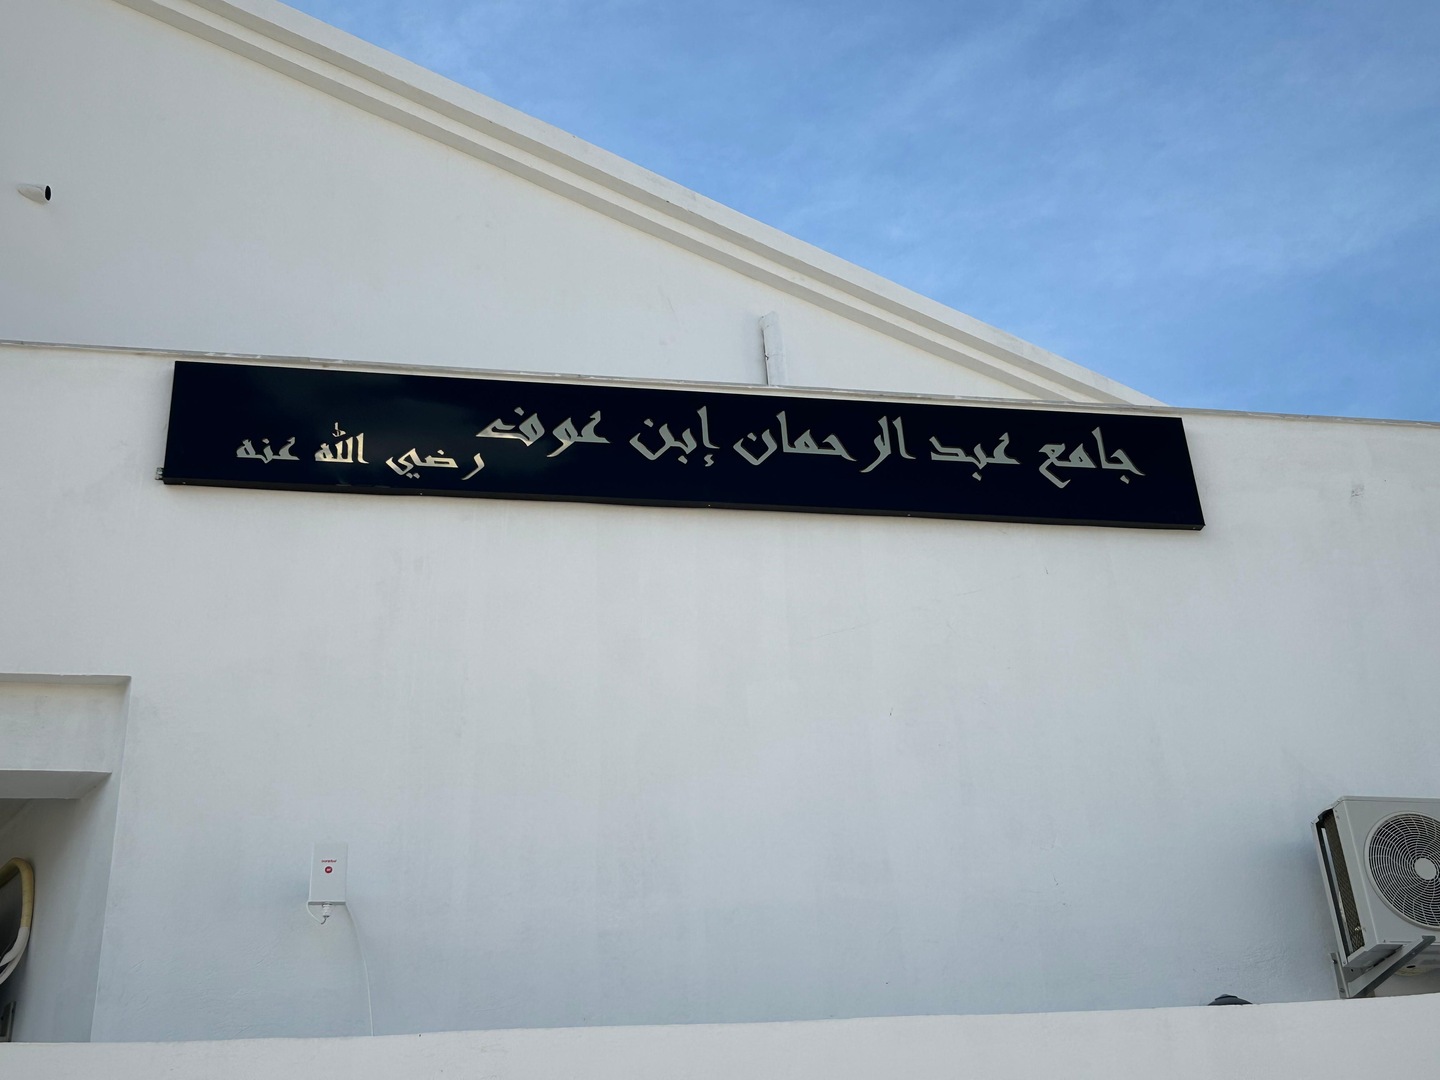 جامع عبد الرحمان إبن عوف رضي الله عنه